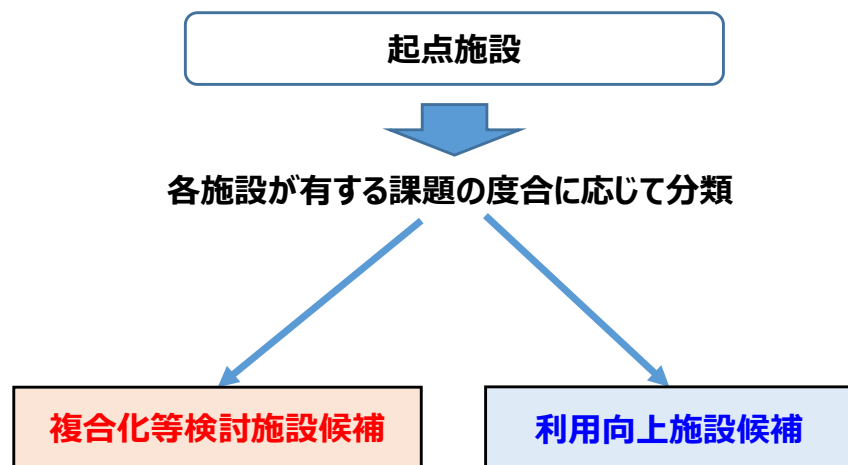 起点施設
各施設が有する課題の度合に応じて分類
複合化等検討施設候補
利用向上施設候補